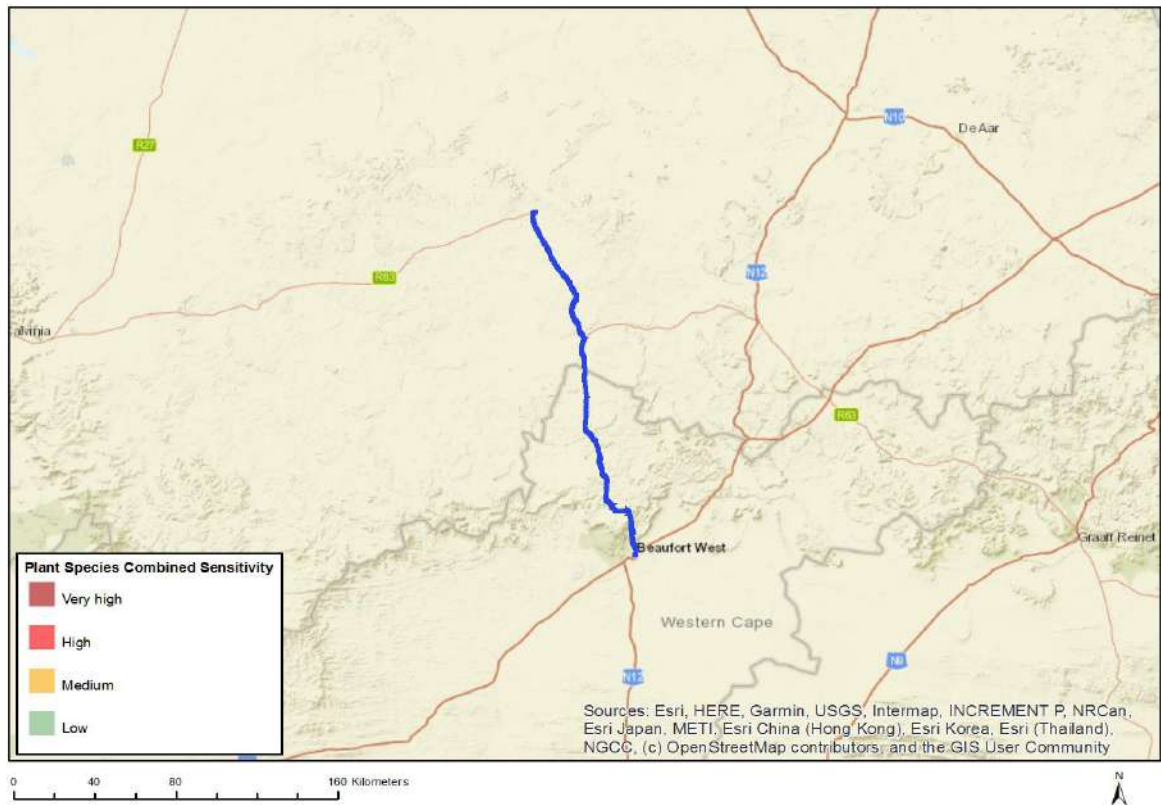 N10
De Aar
R27
R63
N12
alvinia
R63
Beaufort West
Graaff Reinet
Western Cape
N9
N12
Plant Species Combined Sensitivity
Very high
High
Medium
Low
Sources: Esri, HERE, Garmin, USGS, Intermap, INCREMENT P, NRCan,
Esri Japan, METI, Esri China (Hong Kong), Esri Korea, Esri (Thailand),
NGCC, (c) OpenStreetMap contributors, and the GIS User Community
0 40 80 160 Kilometers
N